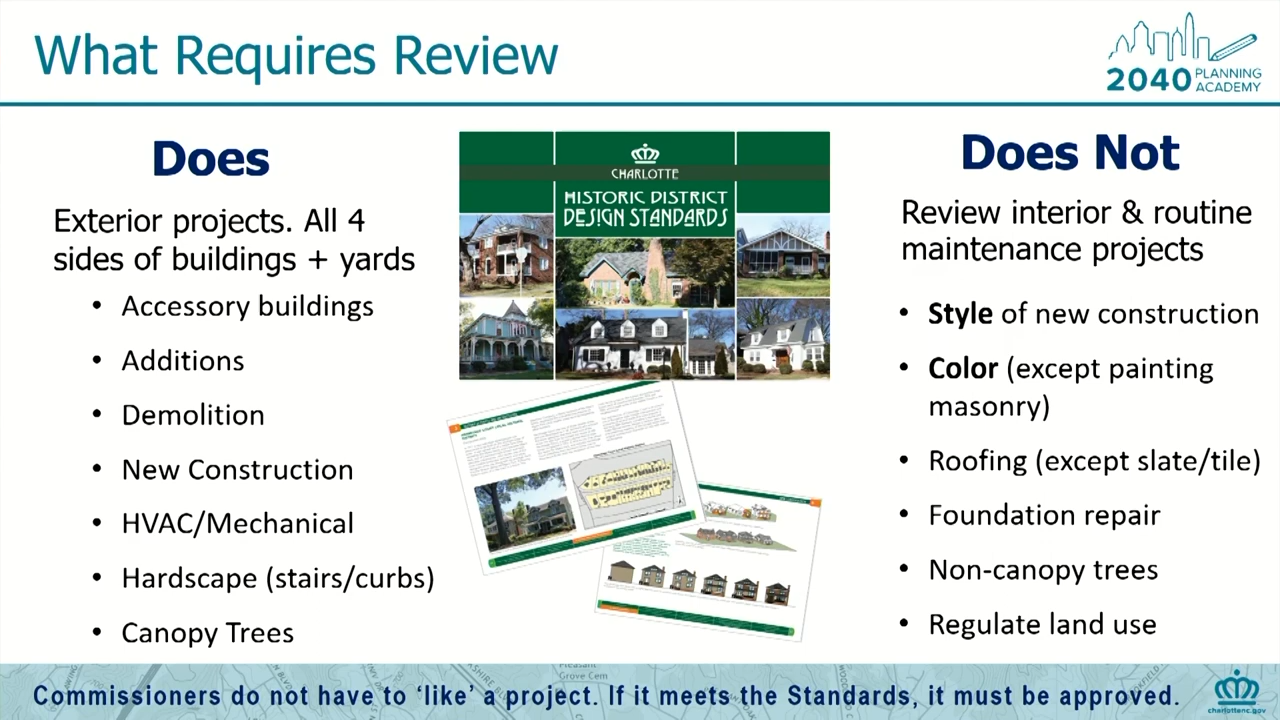 What Requires Review
2040 PLANNING
ACADEMY
Does
Exterior projects. All 4
sides of buildings + yards
• Accessory buildings
• Additions
• Demolition
• New Construction
• HVAC/Mechanical
• Hardscape (stairs/curbs)
• Canopy Trees
CHARLOTTE
HISTORIC DISTRICT
DESIGN STANDARDS
Does Not
Review interior & routine
maintenance projects
• Style of new construction
• Color (except painting
masonry)
• Roofing (except slate/tile)
• Foundation repair
• Non-canopy trees
• Regulate land use
Pleasant
Grove Cem
Commissioners do not have to ‘like’ a project. If it meets the Standards, it must be approved.
charlottenc.gov